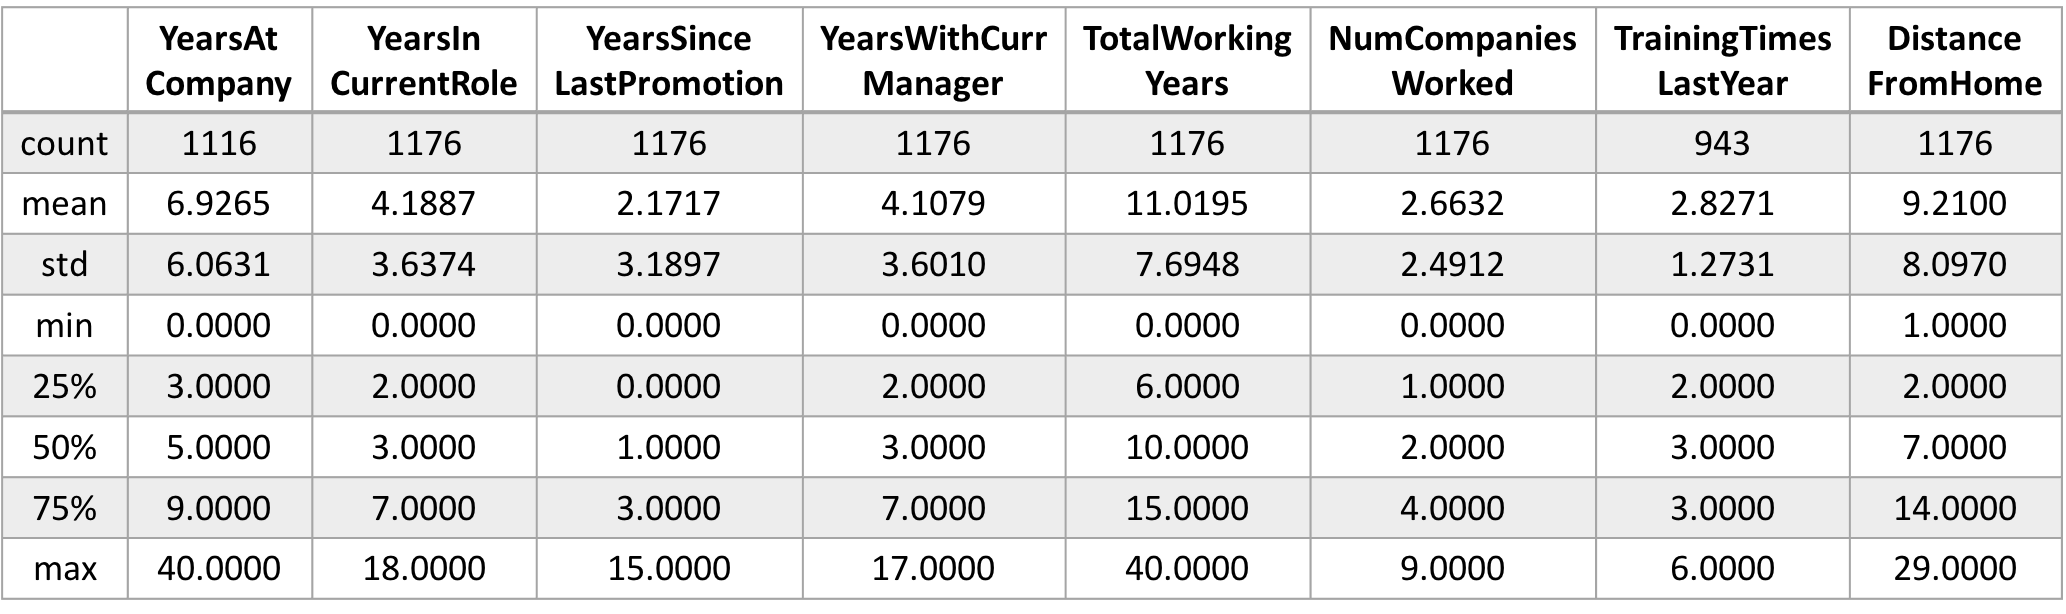 YearsAt YearsIn YearsSince YearsWithCurr TotalWorking NumCompanies TrainingTimes Distance
Company CurrentRole LastPromotion Manager Years Worked LastYear FromHome
count 1116 1176 1176 1176 1176 1176 943 1176
mean 6.9265 4.1887 2.1717 4.1079 11.0195 2.6632 2.8271 9.2100
std 6.0631 3.6374 3.1897 3.6010 7.6948 2.4912 1.2731 8.0970
min 0.0000 0.0000 0.0000 0.0000 0.0000 0.0000 0.0000 1.0000
25% 3.0000 2.0000 0.0000 2.0000 6.0000 1.0000 2.0000 2.0000
50% 5.0000 3.0000 1.0000 3.0000 10.0000 2.0000 3.0000 7.0000
75% 9.0000 7.0000 3.0000 7.0000 15.0000 4.0000 3.0000 14.0000
max 40.0000 18.0000 15.0000 17.0000 40.0000 9.0000 6.0000 29.0000